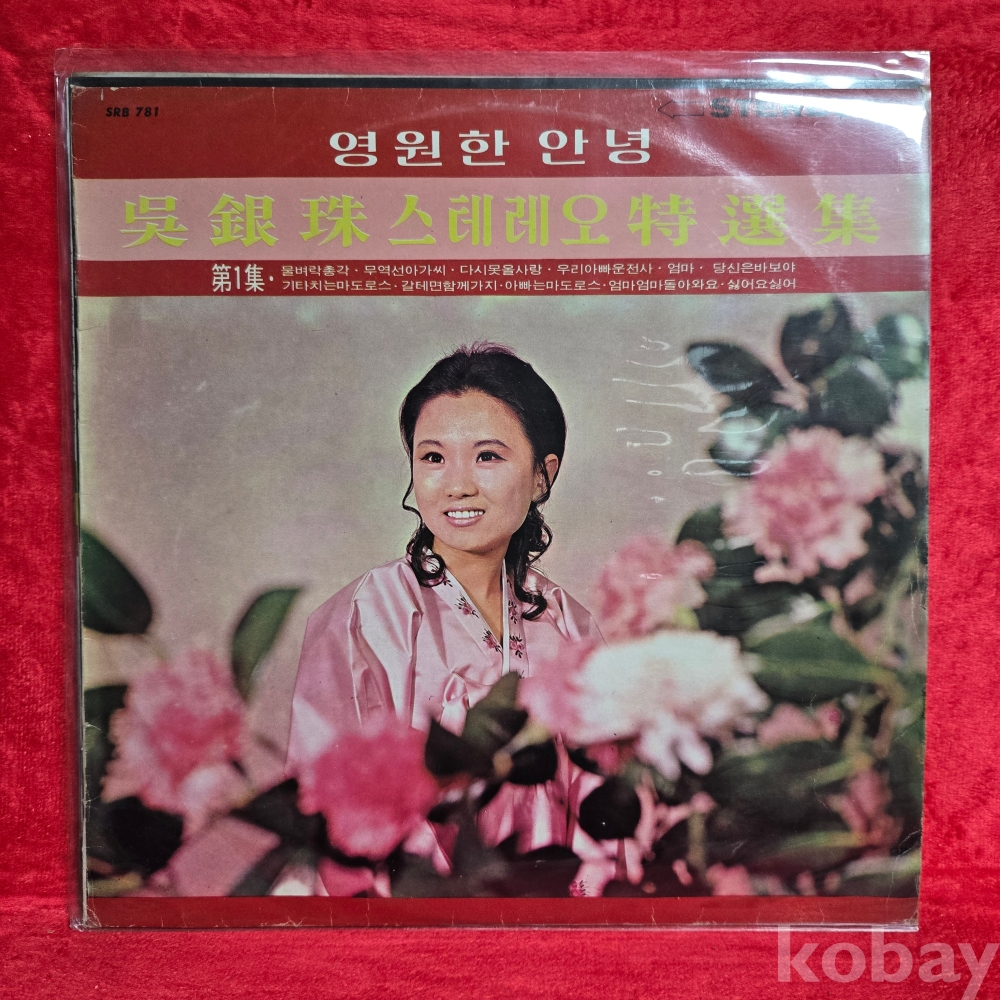 SRB 781
영원한 안녕
吳銀珠 스테레오 特選集
第1集·
물벼락총각 · 무역선아가씨 · 다시못올사랑 · 우리아빠운전사 · 엄마 · 당신은바보야
기타치는마도로스 · 갈테면함께가지 · 아빠는마도로스 · 엄마엄마돌아와요 · 싫어요싫어
kobay